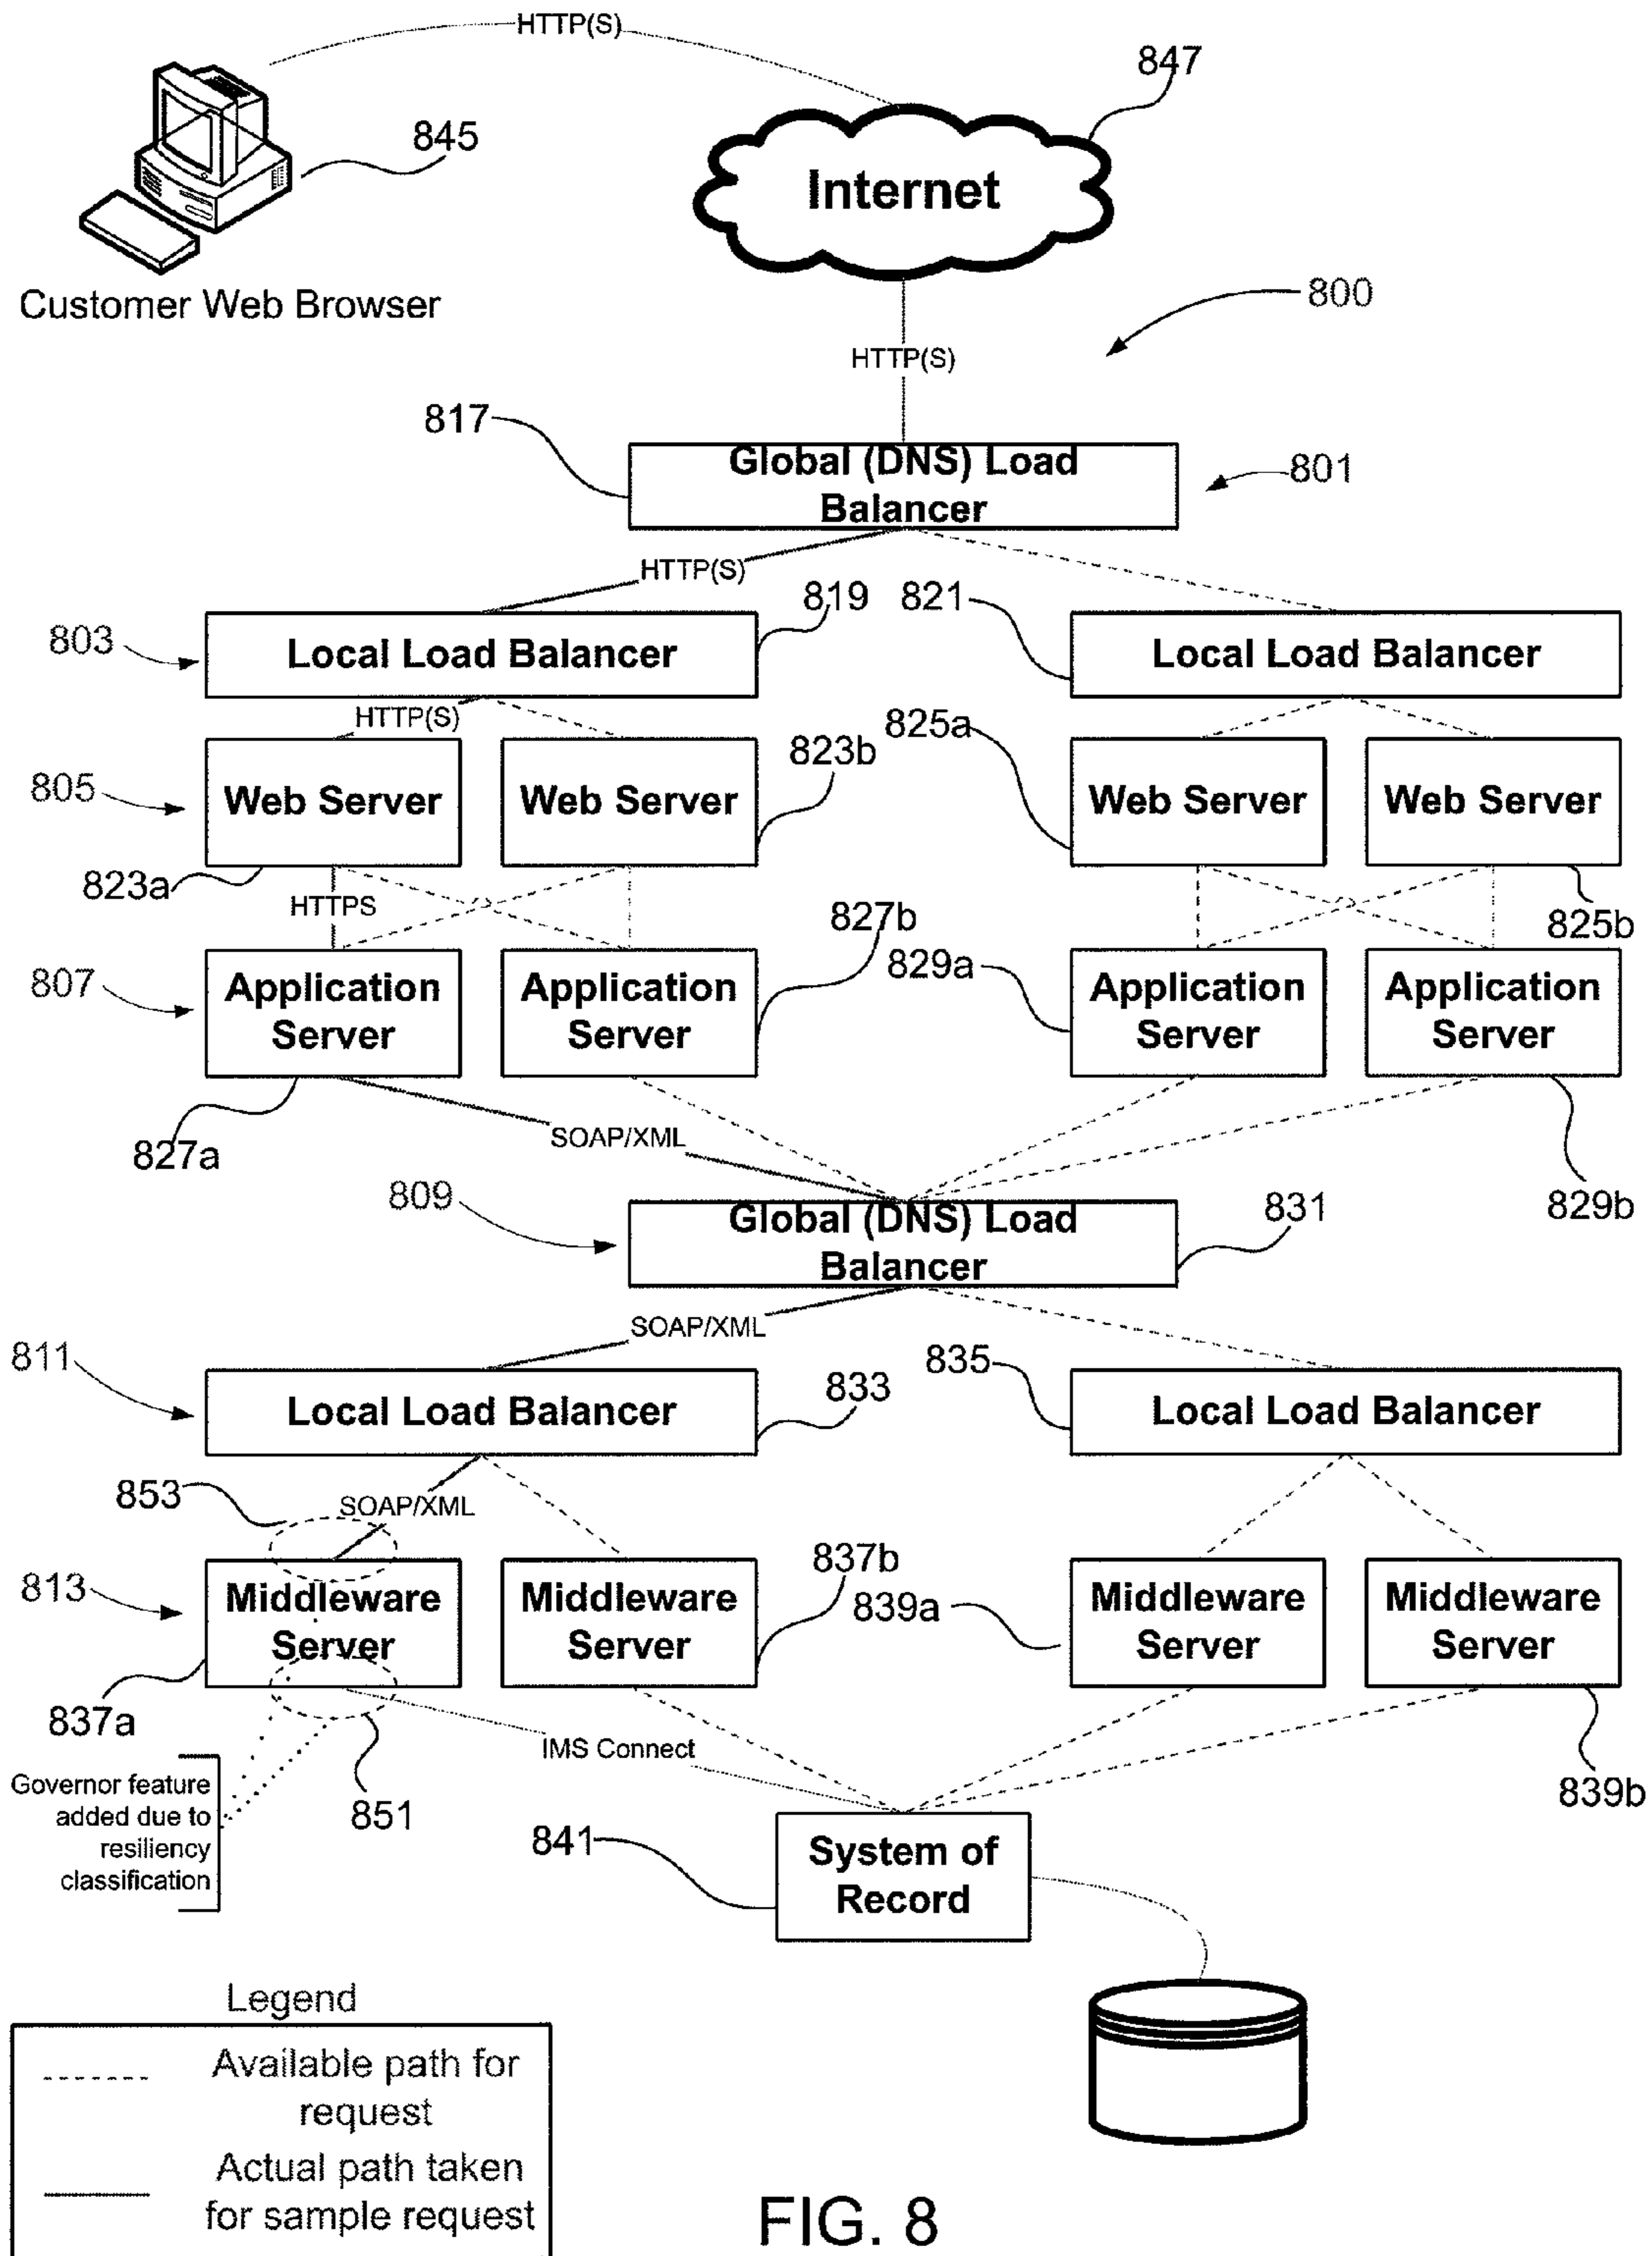 HTTP(S)
847
845
Internet
Customer Web Browser
800
HTTP(S)
817
Global (DNS) Load
Balancer
801
HTTP(S)
819
821
803
Local Load Balancer
Local Load Balancer
HTTP(S)
825a
823b
805
Web Server
Web Server
Web Server
Web Server
823a
HTTPS
827b
825b
829a
807
Application
Server
Application
Server
Application
Server
Application
Server
827a
SOAP/XML
809
829b
831
Global (DNS) Load
Balancer
SOAP/XML
811
835
833
Local Load Balancer
Local Load Balancer
853
SOAP/XML
837b
813
839a
Middleware
Server
Middleware
Server
Middleware
Server
Middleware
Server
837a
IMS Connect
839b
Governor feature
added due to
resiliency
classification
851
841
System of
Record
Legend
Available path for
request
Actual path taken
for sample request
FIG. 8